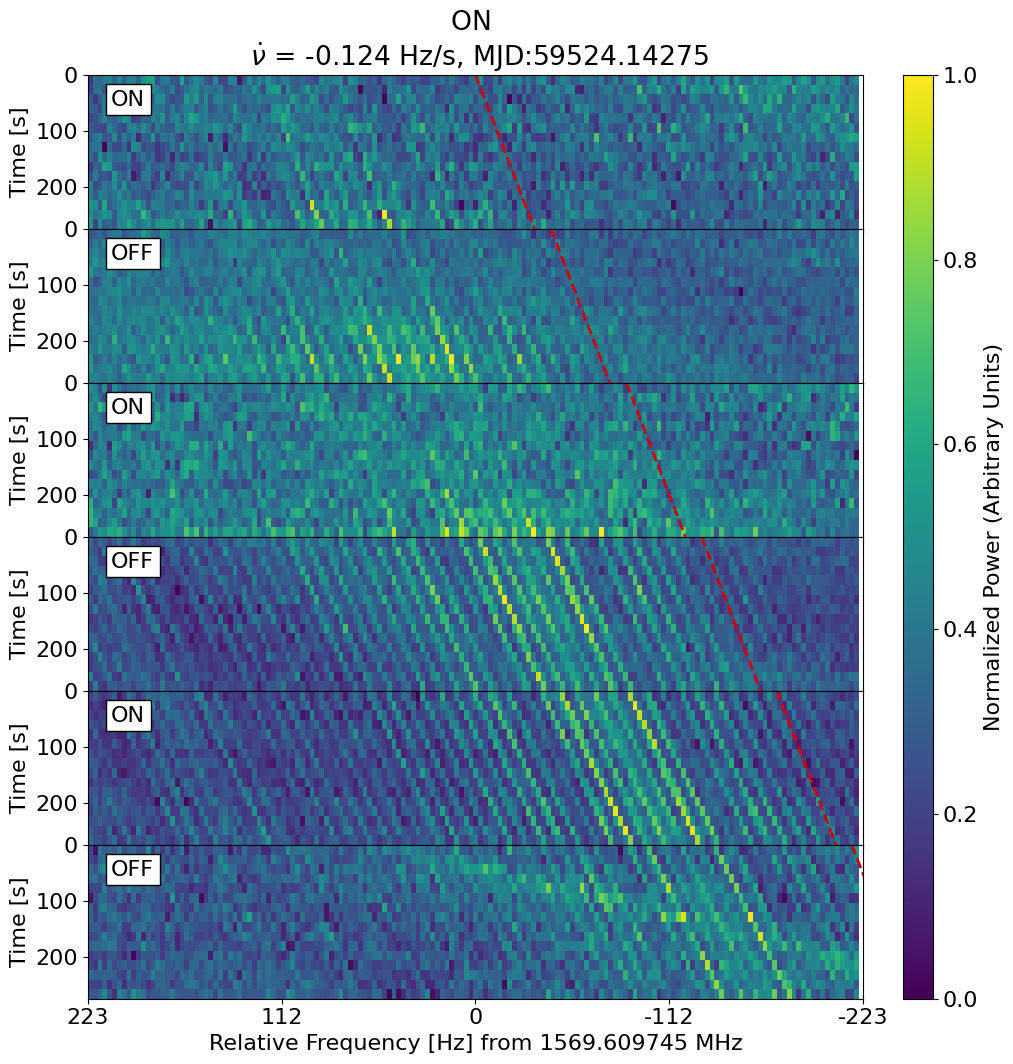 ON
ν̇ = -0.124 Hz/s, MJD:59524.14275
0
100
200
Time [s]
ON
0
100
200
Time [s]
OFF
0
100
200
Time [s]
ON
0
100
200
Time [s]
OFF
0
100
200
Time [s]
ON
0
100
200
Time [s]
OFF
223
112
0
-112
-223
Relative Frequency [Hz] from 1569.609745 MHz
1.0
0.8
0.6
0.4
0.2
0.0
Normalized Power (Arbitrary Units)